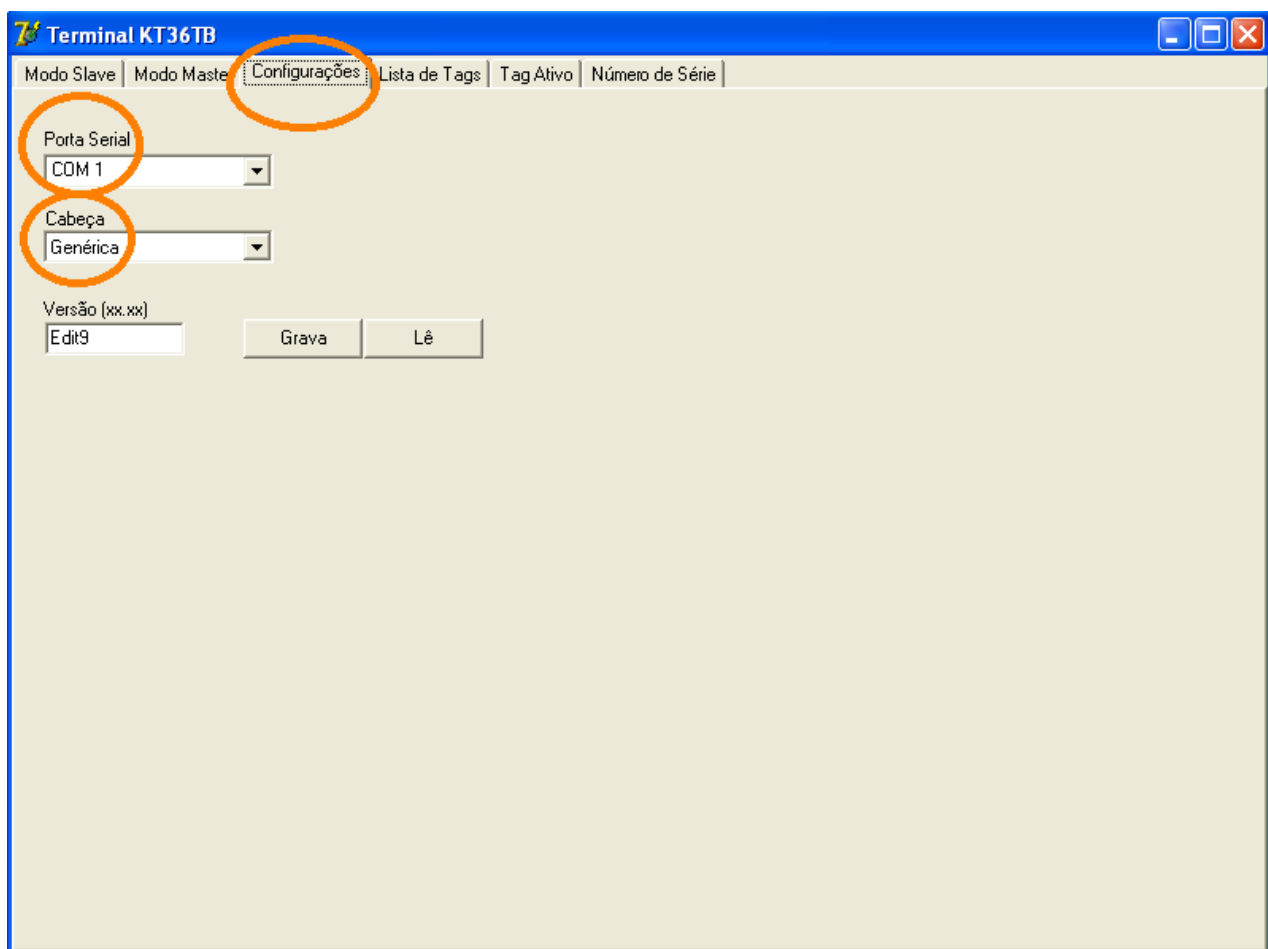 Terminal KT36TB
Modo Slave Modo Master Configurações Lista de Tags Tag Ativo Número de Série
Porta Serial
COM 1
Cabeça
Genérica
Versão (xx.xx)
Edit9 Grava Lê